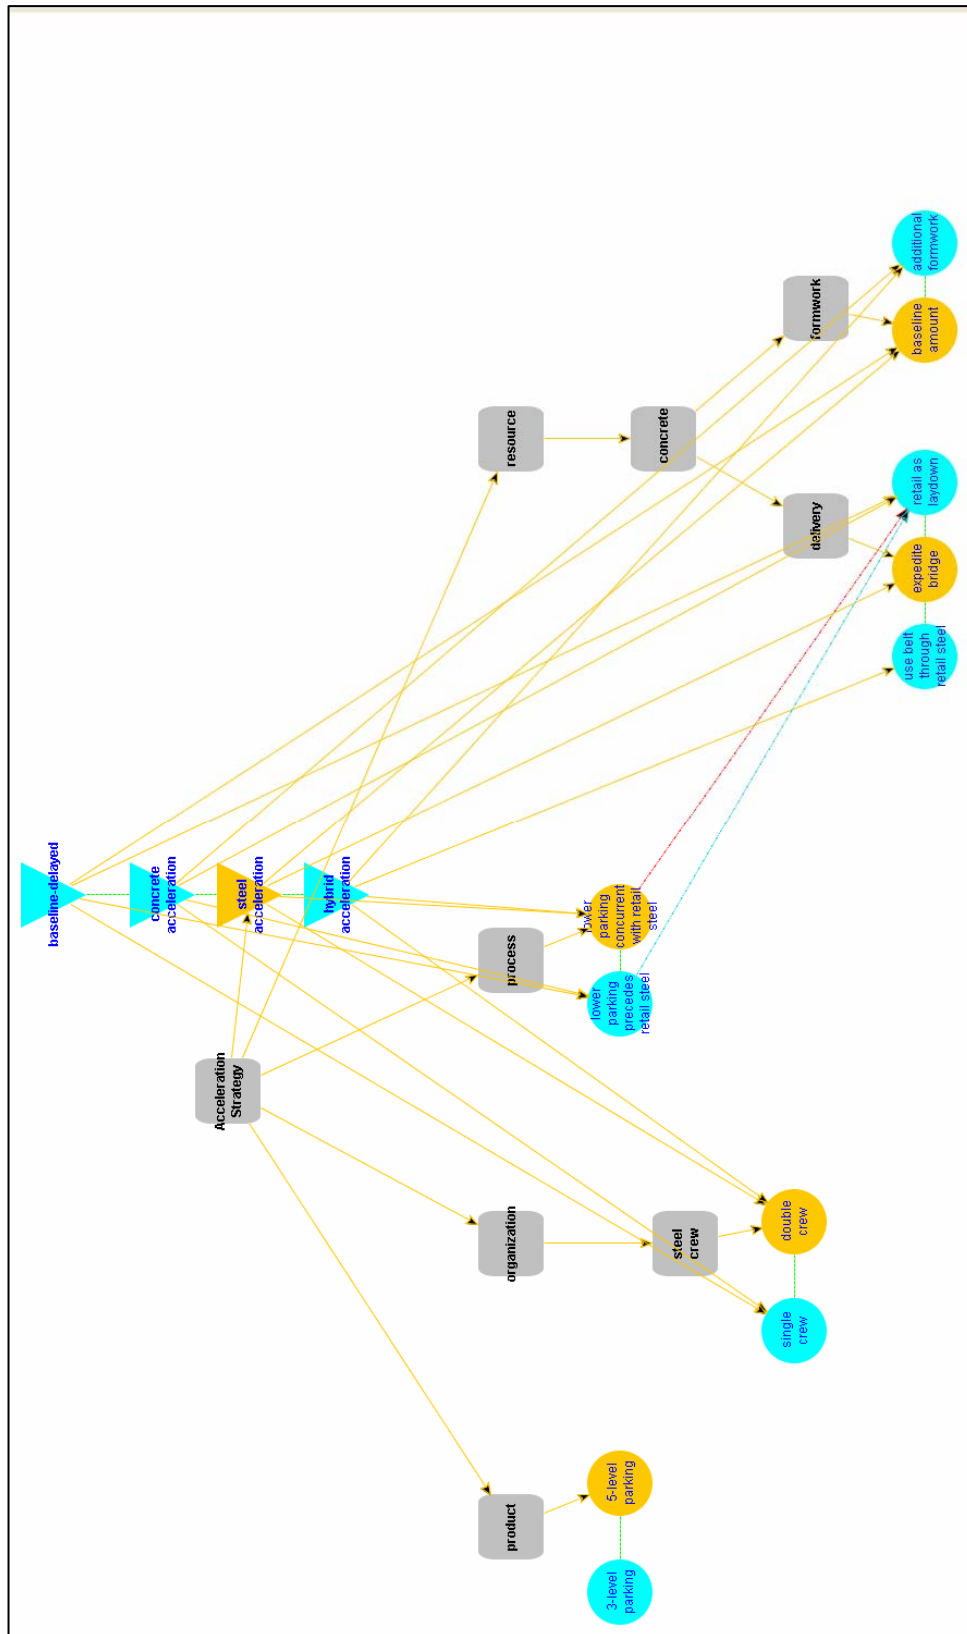 baseline-delayed
concrete
acceleration
steel
acceleration
hybrid
acceleration
Acceleration
Strategy
product
organization
process
resource
3-level
parking
5-level
parking
lower
parking
precedes
retail steel
lower
parking
concurrent
with retail
steel
steel
crew
concrete
single
crew
double
crew
delivery
formwork
use belt
through
retail steel
expedite
bridge
retail as
laydown
baseline
amount
additional
formwork